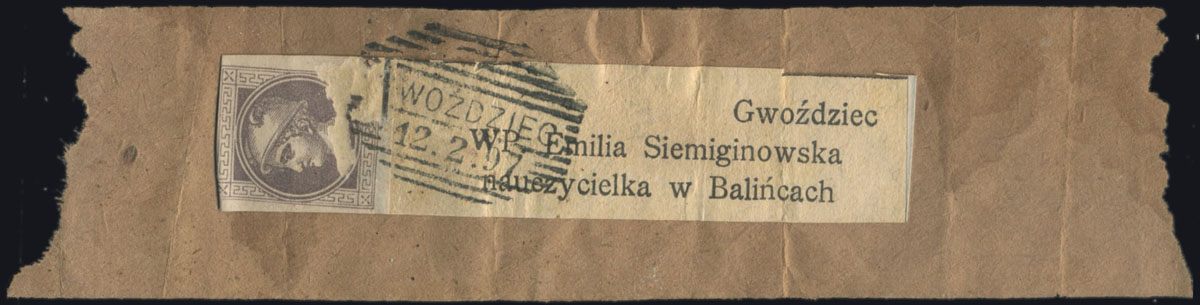 WOŹDZIEC
12.2.97
Gwoździec
WP. Emilia Siemiginowska
nauczycielka w Balińcach